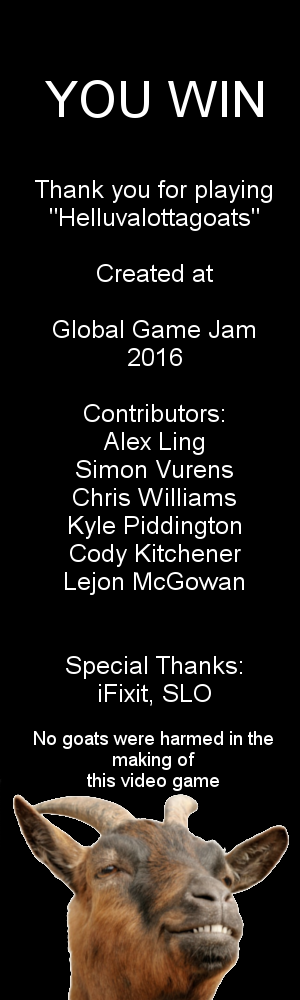 YOU WIN
Thank you for playing
"Helluvalottagoats"
Created at
Global Game Jam
2016
Contributors:
Alex Ling
Simon Vurens
Chris Williams
Kyle Piddington
Cody Kitchener
Lejon McGowan
Special Thanks:
iFixit, SLO
No goats were harmed in the
making of
this video game